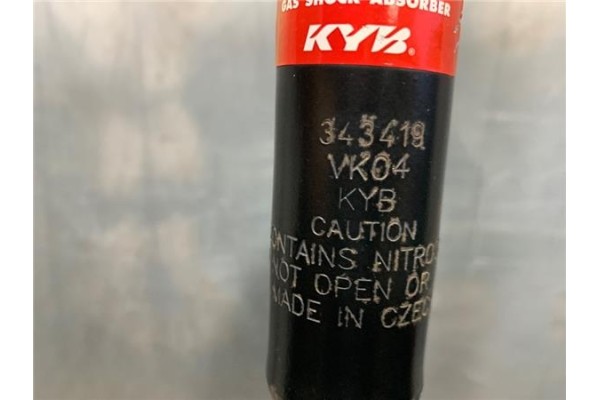 GAS SHOCK ABSORBER
KYB
343419
VK04
KYB
CAUTION
ONTAINS NITRO
NOT OPEN OR
MADE IN CZEC